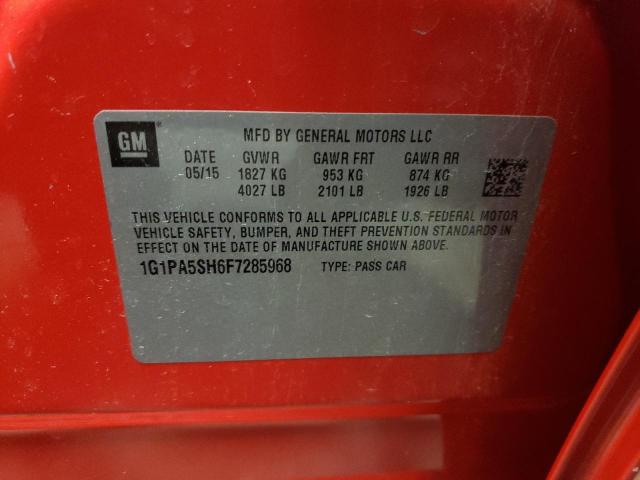 GM
MFD BY GENERAL MOTORS LLC
DATE GVWR GAWR FRT GAWR RR
05/15 1827 KG 953 KG 874 KG
4027 LB 2101 LB 1926 LB
THIS VEHICLE CONFORMS TO ALL APPLICABLE U.S. FEDERAL MOTOR
VEHICLE SAFETY, BUMPER, AND THEFT PREVENTION STANDARDS IN
EFFECT ON THE DATE OF MANUFACTURE SHOWN ABOVE.
1G1PA5SH6F7285968 TYPE: PASS CAR